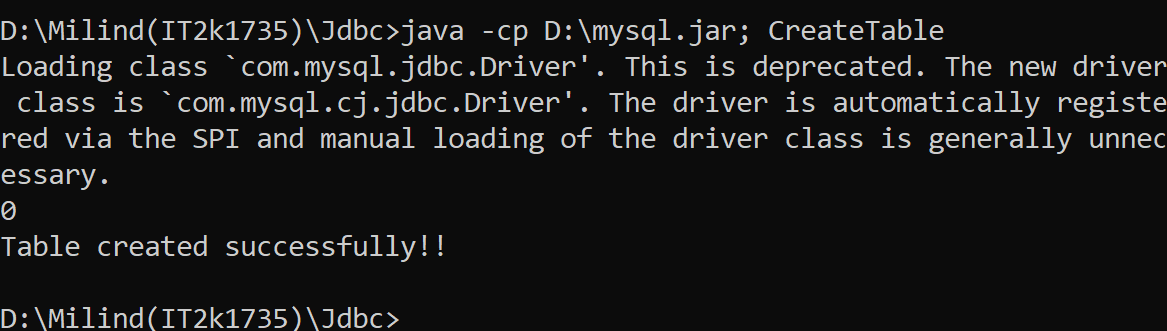 D:\Milind(IT2k1735)\Jdbc>java -cp D:\mysql.jar; CreateTable
Loading class `com.mysql.jdbc.Driver'. This is deprecated. The new driver
 class is `com.mysql.cj.jdbc.Driver'. The driver is automatically registe
red via the SPI and manual loading of the driver class is generally unnec
essary.
0
Table created successfully!!
D:\Milind(IT2k1735)\Jdbc>